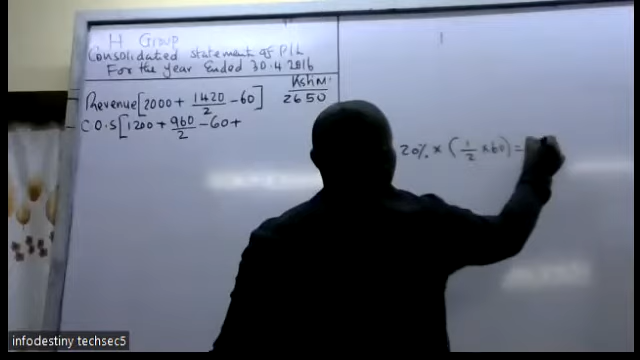 H Group
Consolidated statement of P/L
For the year Ended 30.4.2016
KshM.
Revenue [2000 + 1420/2 - 60] 2650
C.O.S [1200 + 960/2 - 60 +
20% × (1/2 × 60) =
infodestiny techsec5